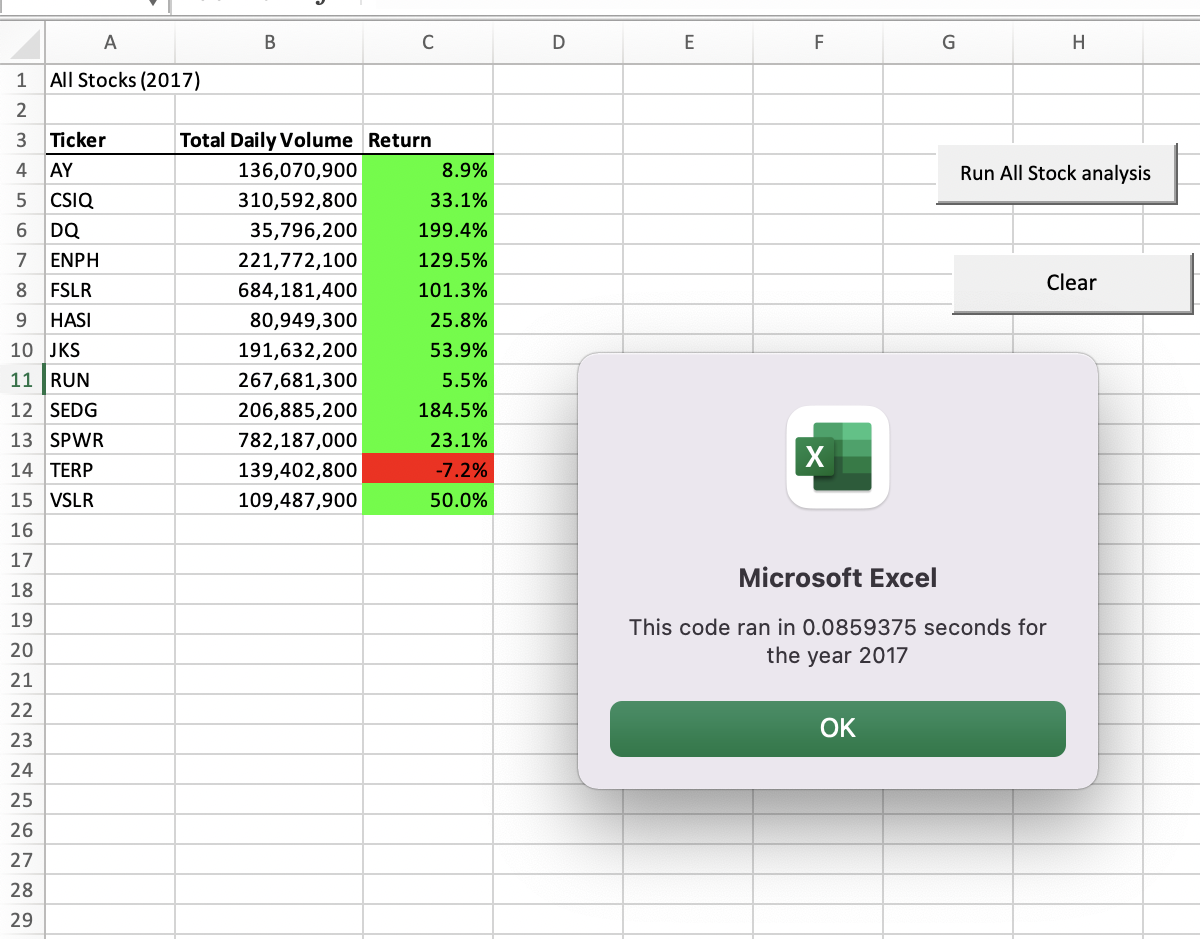 A B C D E F G H
1 All Stocks (2017)
2
3 Ticker Total Daily Volume Return
4 AY 136,070,900 8.9% Run All Stock analysis
5 CSIQ 310,592,800 33.1%
6 DQ 35,796,200 199.4%
7 ENPH 221,772,100 129.5%
8 FSLR 684,181,400 101.3% Clear
9 HASI 80,949,300 25.8%
10 JKS 191,632,200 53.9%
11 RUN 267,681,300 5.5%
12 SEDG 206,885,200 184.5%
13 SPWR 782,187,000 23.1%
14 TERP 139,402,800 -7.2% X
15 VSLR 109,487,900 50.0%
16
17
18 Microsoft Excel
19 This code ran in 0.0859375 seconds for
20 the year 2017
21
22
23 OK
24
25
26
27
28
29